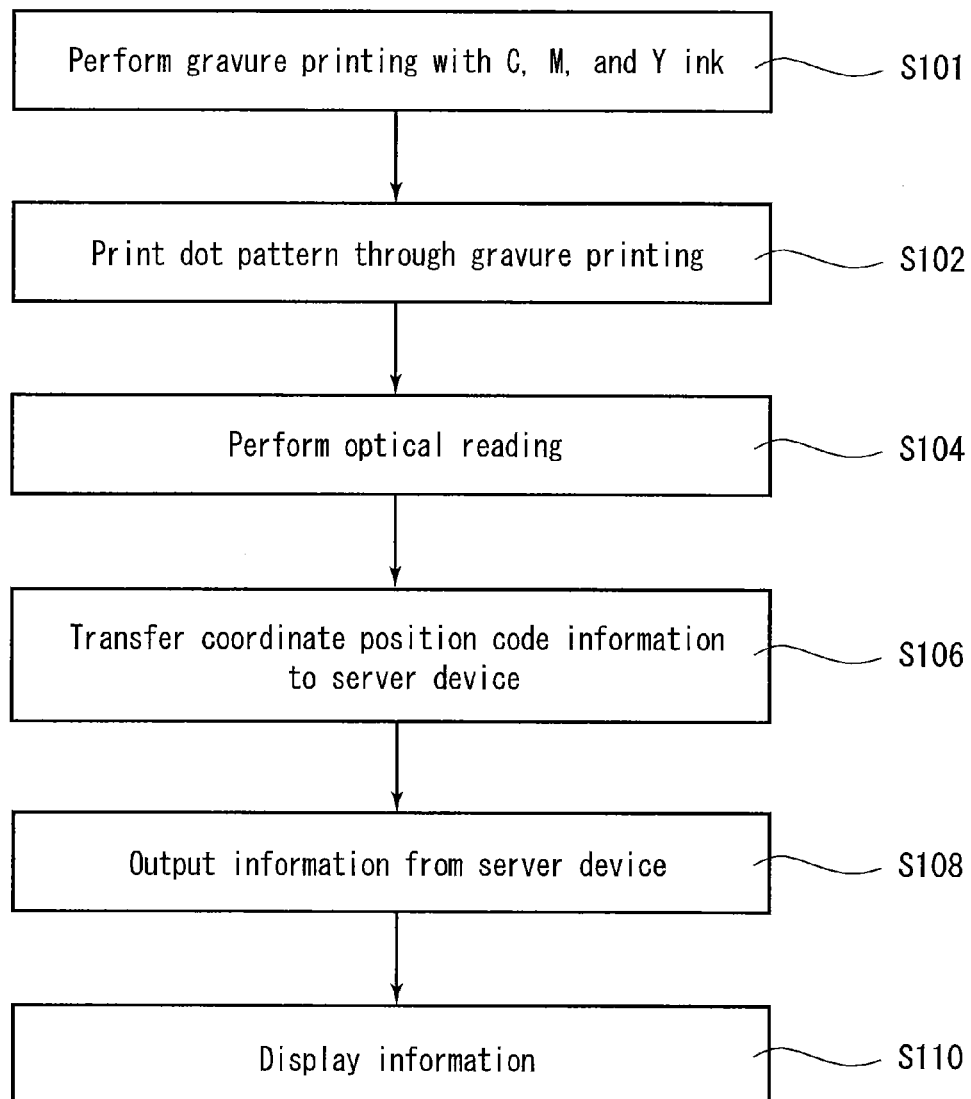 Perform gravure printing with C, M, and Y ink
S101
Print dot pattern through gravure printing
S102
Perform optical reading
S104
Transfer coordinate position code information
to server device
S106
Output information from server device
S108
Display information
S110